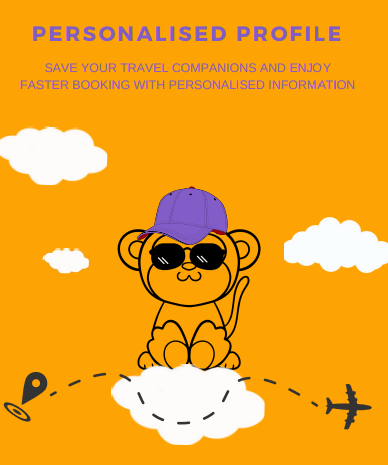 PERSONALISED PROFILE
SAVE YOUR TRAVEL COMPANIONS AND ENJOY
FASTER BOOKING WITH PERSONALISED INFORMATION